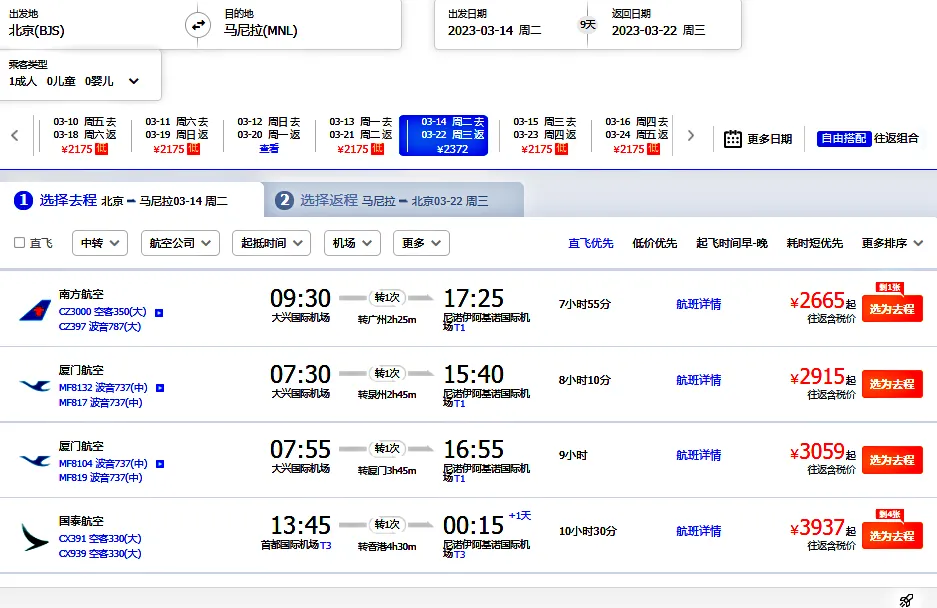 出发地
北京(BJS)
目的地
马尼拉(MNL)
出发日期
2023-03-14 周二
9天
返回日期
2023-03-22 周三
乘客类型
1成人 0儿童 0婴儿
03-10 周五去
03-18 周六返
¥2175 低
03-11 周六去
03-19 周日返
¥2175 低
03-12 周日去
03-20 周一返
查看
03-13 周一去
03-21 周二返
¥2175 低
03-14 周二去
03-22 周三返
¥2372
03-15 周三去
03-23 周四返
¥2175 低
03-16 周四去
03-24 周五返
¥2175 低
更多日期
自由搭配 往返组合
1 选择去程 北京 马尼拉03-14 周二
2 选择返程 马尼拉 北京03-22 周三
直飞 中转 航空公司 起抵时间 机场 更多 直飞优先 低价优先 起飞时间早-晚 耗时短优先 更多排序
南方航空
CZ3000 空客350(大)
CZ397 波音787(大)
09:30
大兴国际机场
转1次
转广州2h25m
17:25
尼诺伊阿基诺国际机
场T1
7小时55分
航班详情
¥2665起
往返含税价
剩1张
选为去程
厦门航空
MF8132 波音737(中)
MF817 波音737(中)
07:30
大兴国际机场
转1次
转泉州2h45m
15:40
尼诺伊阿基诺国际机
场T1
8小时10分
航班详情
¥2915起
往返含税价
选为去程
厦门航空
MF8104 波音737(中)
MF819 波音737(中)
07:55
大兴国际机场
转1次
转厦门3h45m
16:55
尼诺伊阿基诺国际机
场T1
9小时
航班详情
¥3059起
往返含税价
选为去程
国泰航空
CX391 空客330(大)
CX939 空客330(大)
13:45
首都国际机场T3
转1次
转香港4h30m
00:15 +1天
尼诺伊阿基诺国际机
场T3
10小时30分
航班详情
¥3937起
往返含税价
剩4张
选为去程